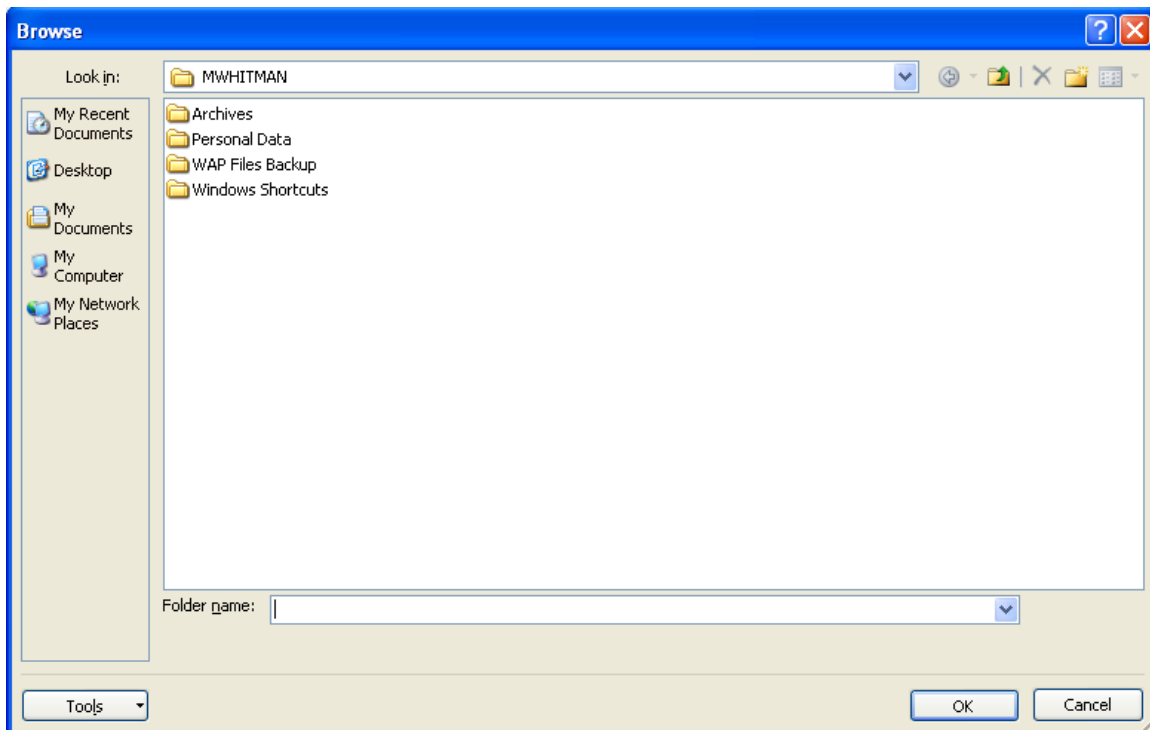 Browse
Look in:
MWHITMAN
My Recent
Documents
Desktop
My
Documents
My
Computer
My Network
Places
Archives
Personal Data
WAP Files Backup
Windows Shortcuts
Folder name:
Tools
OK
Cancel